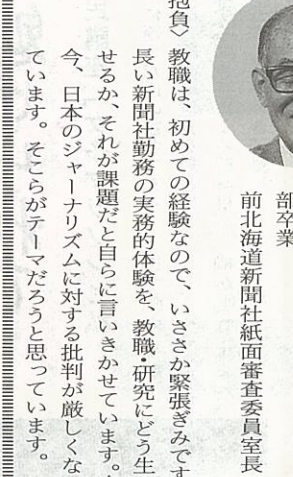 部卒業
前北海道新聞社紙面審査委員室長
抱負〉教職は、初めての経験なので、いささか緊張ぎみです
長い新聞社勤務の実務的体験を、教職・研究にどう生
せるか、それが課題だと自らに言いきかせています。
今、日本のジャーナリズムに対する批判が厳しくな
ています。そこらがテーマだろうと思っています。